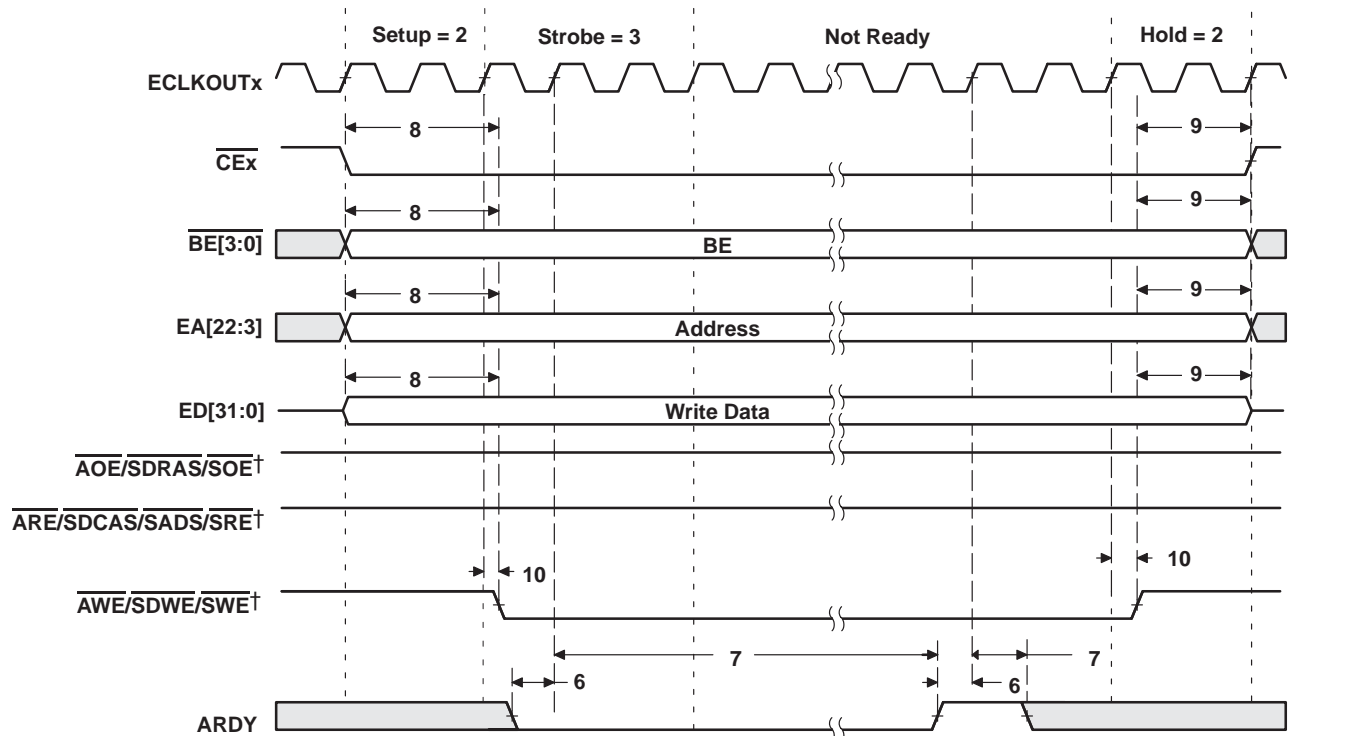 Setup = 2
Strobe = 3
Not Ready
Hold = 2
ECLKOUTx
8
9
CEx
8
9
BE[3:0]
BE
8
9
EA[22:3]
Address
8
9
ED[31:0]
Write Data
AOE/SDRAS/SOE†
ARE/SDCAS/SADS/SRE†
10
10
AWE/SDWE/SWE†
7
7
6
6
ARDY